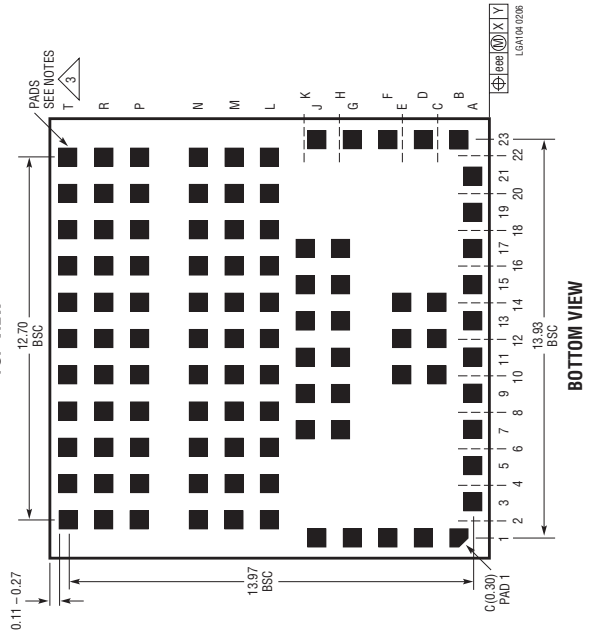 12.70
BSC
PADS
SEE NOTES
3
T
R
P
N
M
L
K
J
H
G
F
E
D
C
B
A
0.11 – 0.27
13.97
BSC
C(0.30)
PAD 1
1
2
3
4
5
6
7
8
9
10
11
12
13
14
15
16
17
18
19
20
21
22
23
13.93
BSC
eee M X Y
LGA104 0206
BOTTOM VIEW